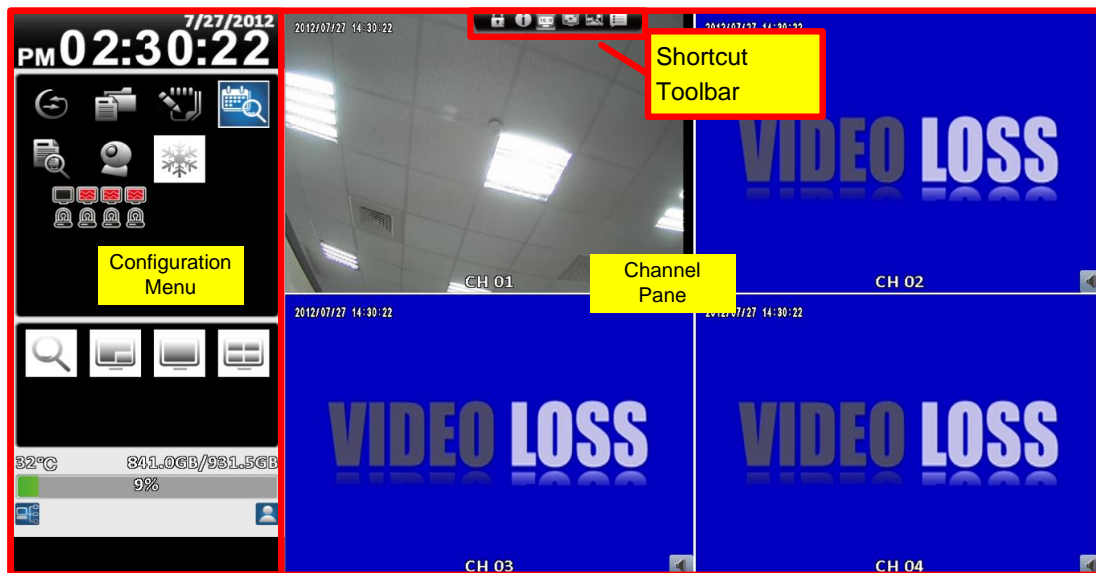 7/27/2012
PM 02:30:22
Configuration
Menu
32°C 841.0GB/931.5GB
9%
2012/07/27 14:30:22
Shortcut
Toolbar
CH 01
Channel
Pane
VIDEO LOSS
CH 02
2012/07/27 14:30:22
VIDEO LOSS
CH 03
VIDEO LOSS
CH 04